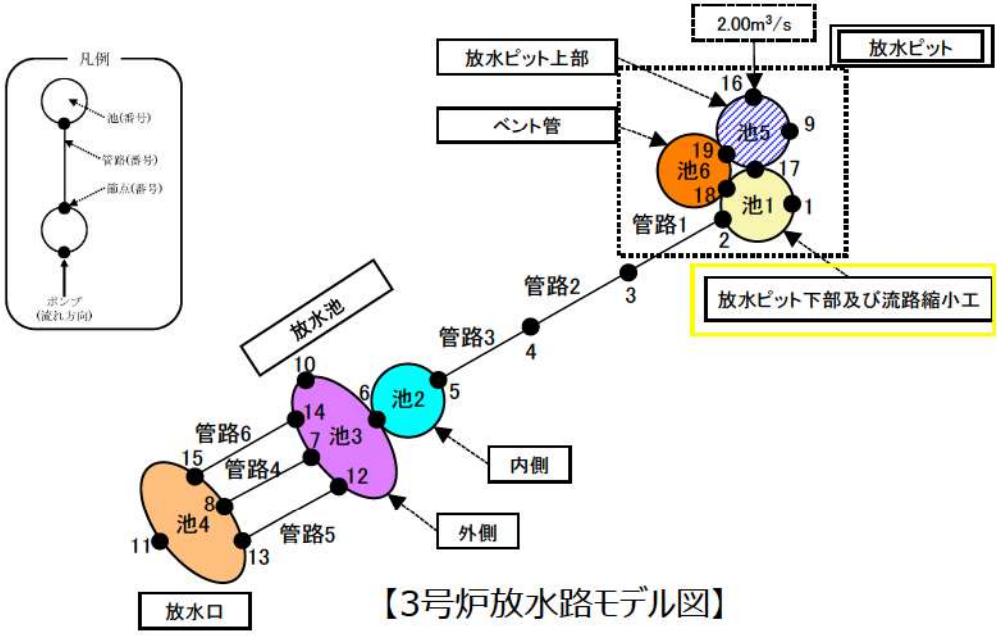 凡例
池(番号)
管路(番号)
節点(番号)
ポンプ
(流れ方向)
2.00m³/s
放水ピット
放水ピット上部
ベント管
16
池5
9
19
17
池6
18
池1
1
2
管路1
3
管路2
放水ピット下部及び流路縮小工
4
管路3
放水池
10
5
6
池2
14
池3
7
管路6
15
管路4
12
内側
8
池4
管路5
外側
11
13
放水口
【3号炉放水路モデル図】